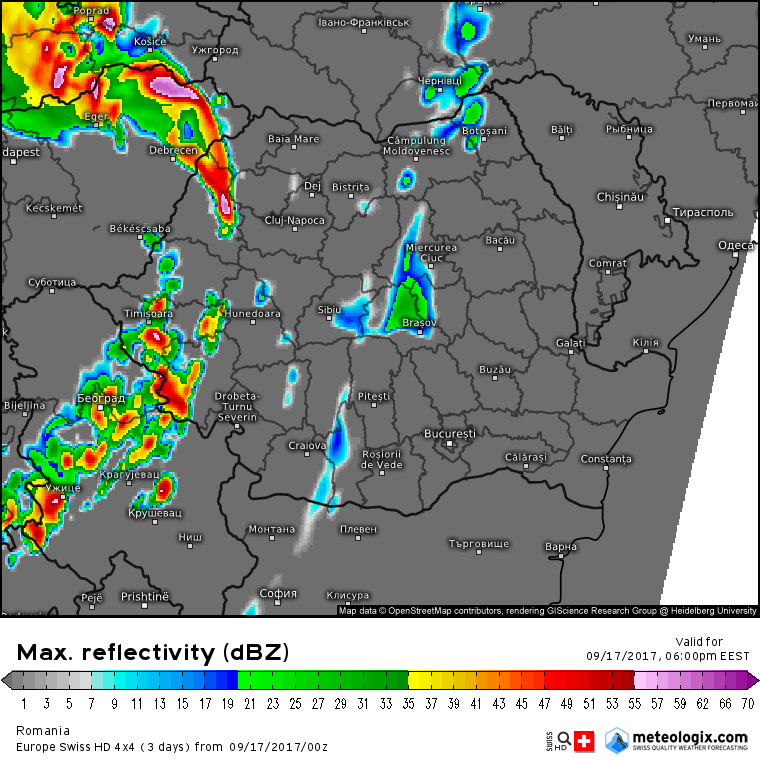 Poprad
Івано-Франківськ
Košice
Ужгород
Умань
Чернівці
Первомай
Eger
Debrecen
Baia Mare
Câmpulung
Moldovenesc
Botoșani
Bălți
Рыбница
dapest
Dej
Bistrița
Chișinău
Kecskemét
Cluj-Napoca
Тирасполь
Békéscsaba
Miercurea
Ciuc
Bacău
Одеса
Comrat
Суботица
Timișoara
Hunedoara
Sibiu
Brașov
k
Galați
Кілія
Buzău
Београд
Bijeljina
Drobeta-
Turnu
Severin
Pitești
București
Craiova
Roșiorii
de Vede
Călărași
Constanța
Крагујевац
Ужице
Крушевац
Ниш
Монтана
Плевен
Търговище
Варна
Pejë
Prishtinë
София
Клисура
Map data © OpenStreetMap contributors, rendering GIScience Research Group @ Heidelberg University
Max. reflectivity (dBZ)
Valid for
09/17/2017, 06:00pm EEST
1 3 5 7 9 11 13 15 17 19 21 23 25 27 29 31 33 35 37 39 41 43 45 47 49 51 53 55 57 59 62 66 70
Romania
Europe Swiss HD 4x4 ( 3 days) from 09/17/2017/00z
SWISS HD
meteologix.com
SWISS QUALITY WEATHER FORECASTING